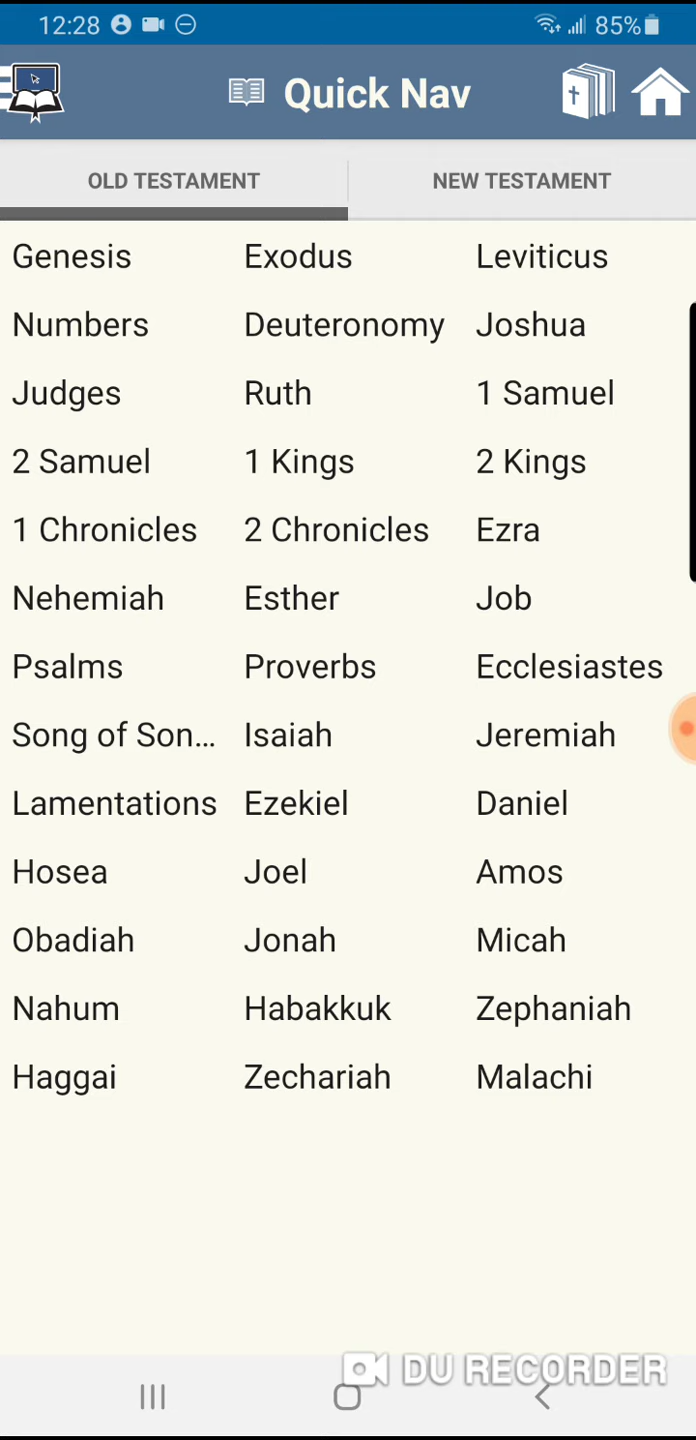 12:28 85%
Quick Nav
OLD TESTAMENT NEW TESTAMENT
Genesis Exodus Leviticus
Numbers Deuteronomy Joshua
Judges Ruth 1 Samuel
2 Samuel 1 Kings 2 Kings
1 Chronicles 2 Chronicles Ezra
Nehemiah Esther Job
Psalms Proverbs Ecclesiastes
Song of Son... Isaiah Jeremiah
Lamentations Ezekiel Daniel
Hosea Joel Amos
Obadiah Jonah Micah
Nahum Habakkuk Zephaniah
Haggai Zechariah Malachi
DU RECORDER